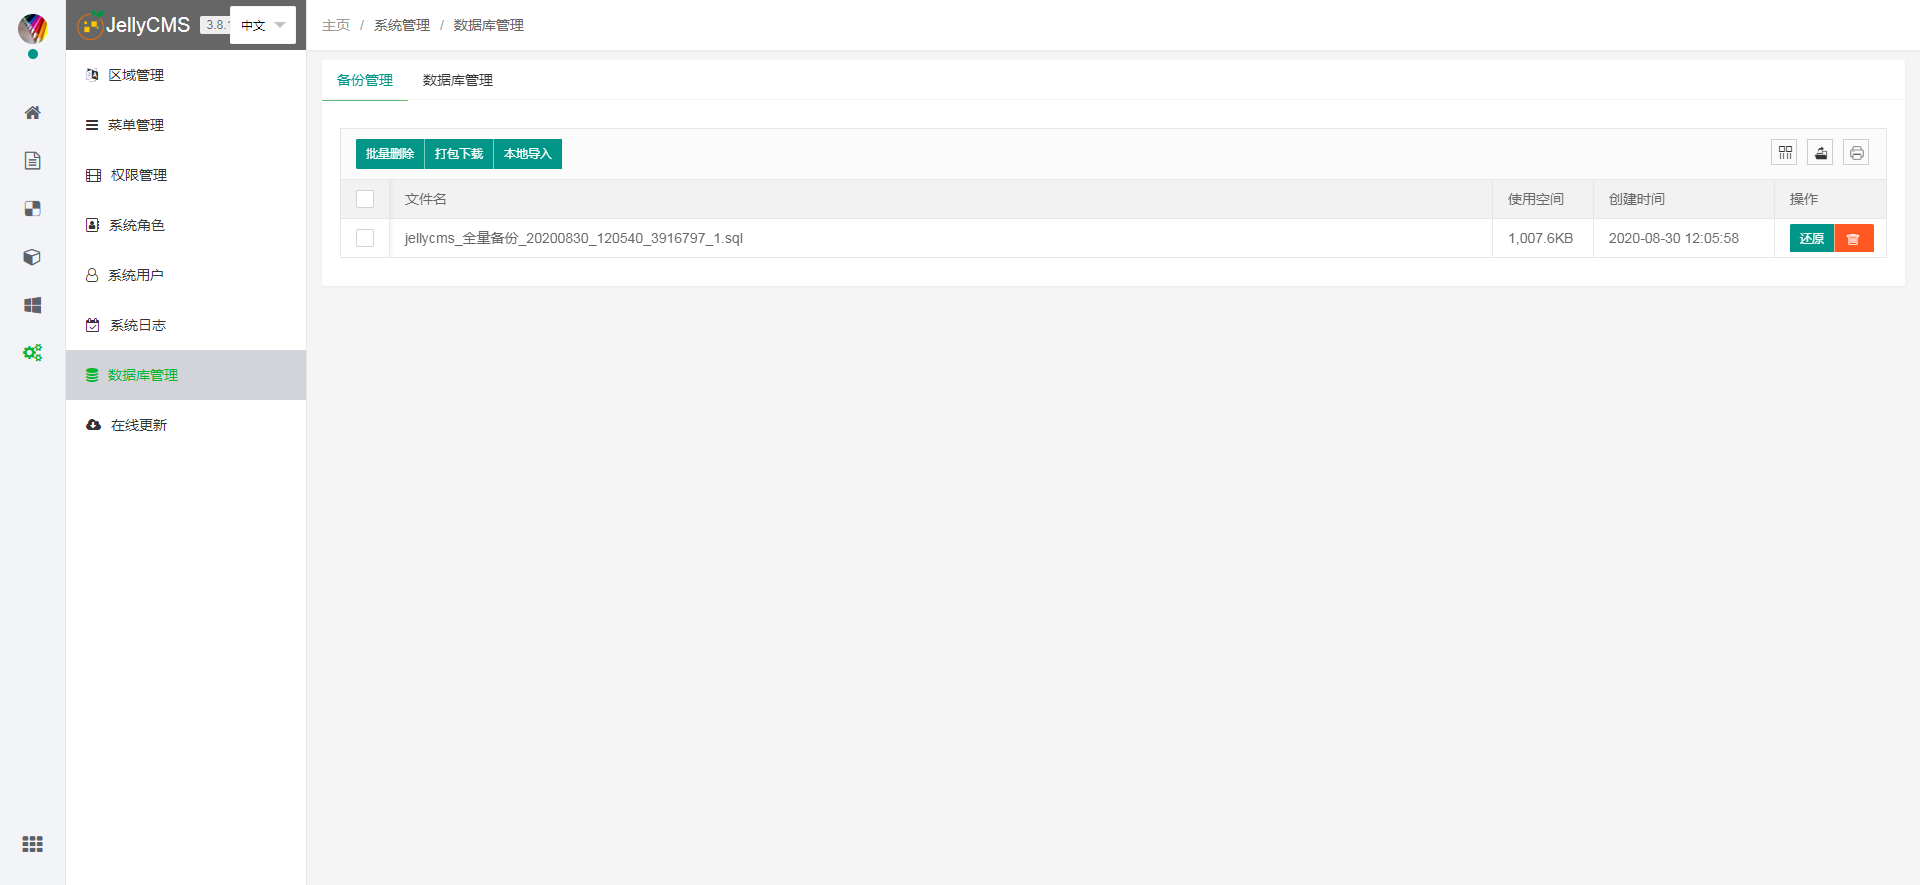 JellyCMS 3.8.
中文
主页 / 系统管理 / 数据库管理
区域管理
菜单管理
权限管理
系统角色
系统用户
系统日志
数据库管理
在线更新
备份管理 数据库管理
批量删除 打包下载 本地导入
文件名 使用空间 创建时间 操作
jellycms_全量备份_20200830_120540_3916797_1.sql 1,007.6KB 2020-08-30 12:05:58 还原